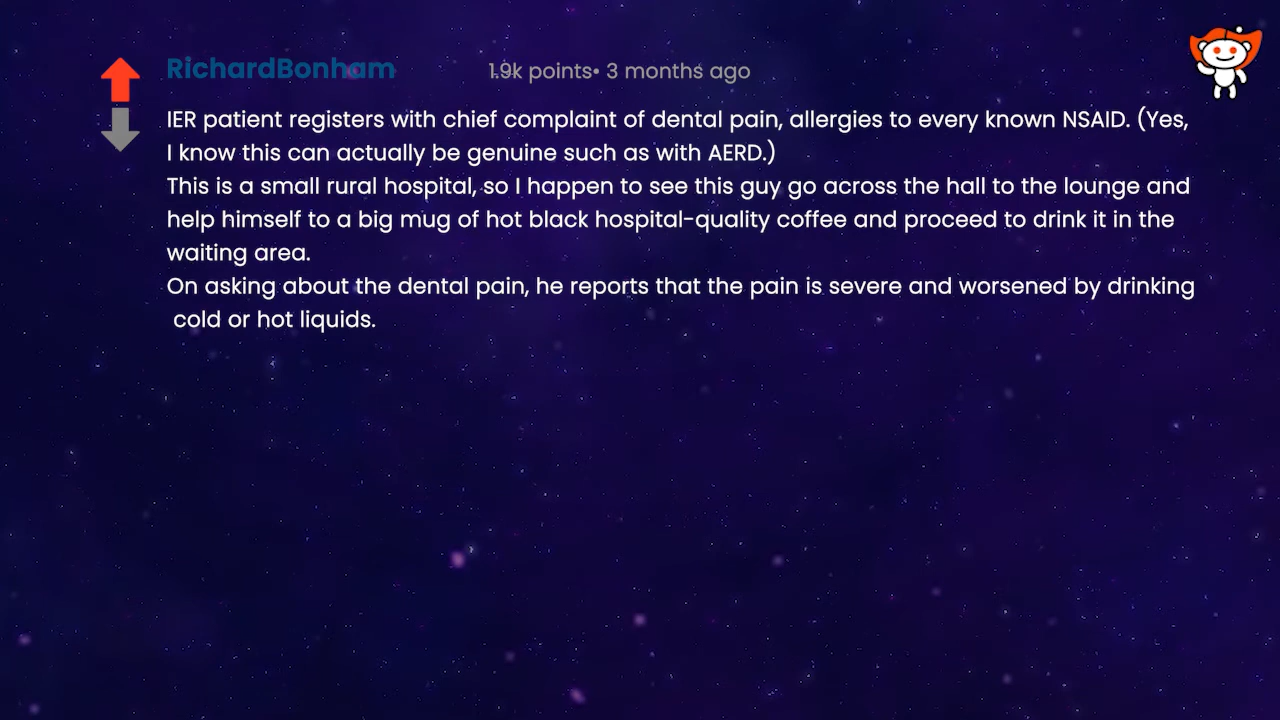 RichardBonham 1.9k points• 3 months ago
IER patient registers with chief complaint of dental pain, allergies to every known NSAID. (Yes,
I know this can actually be genuine such as with AERD.)
This is a small rural hospital, so I happen to see this guy go across the hall to the lounge and
help himself to a big mug of hot black hospital-quality coffee and proceed to drink it in the
waiting area.
On asking about the dental pain, he reports that the pain is severe and worsened by drinking
cold or hot liquids.